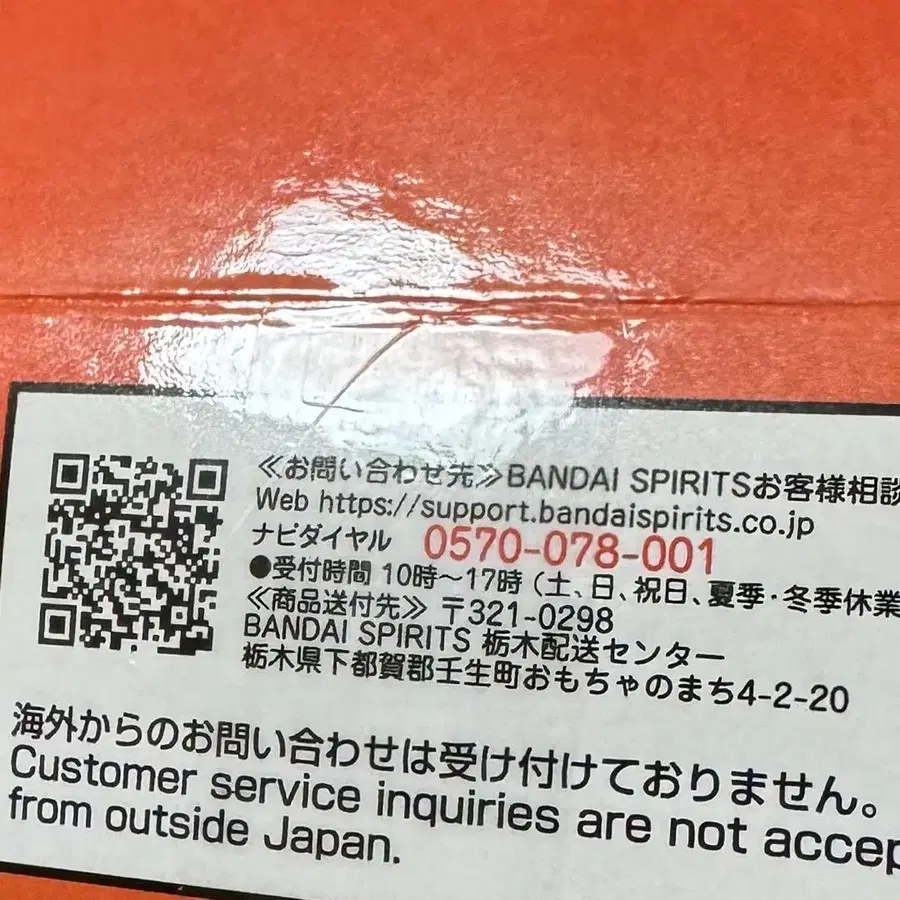 ≪お問い合わせ先≫BANDAI SPIRITSお客様相談
Web https://support.bandaispirits.co.jp
ナビダイヤル 0570-078-001
●受付時間 10時～17時（土、日、祝日、夏季・冬季休業
≪商品送付先≫ 〒321-0298
BANDAI SPIRITS 栃木配送センター
栃木県下都賀郡壬生町おもちゃのまち4-2-20
海外からのお問い合わせは受け付けておりません。
Customer service inquiries are not accep
from outside Japan.